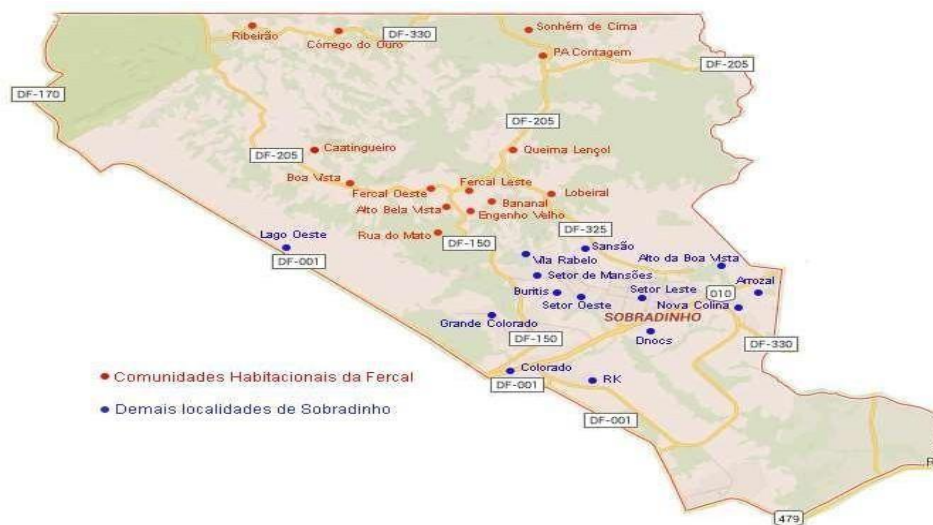 Sonhém de Cima
Ribeirão
Córrego do Ouro
DF-330
PA Contagem
DF-205
DF-170
DF-205
Caatingueiro
DF-205
Queima Lençol
Boa Vista
Fercal Oeste
Fercal Leste
Lobeiral
Bananal
Alto Bela Vista
Engenho Velho
Rua do Mato
DF-150
DF-325
Lago Oeste
DF-001
Sansão
Vila Rabelo
Alto da Boa Vista
Setor de Mansões
Arrozal
Buritis
Setor Oeste
Setor Leste
010
Nova Colina
Grande Colorado
SOBRADINHO
Dnocs
DF-150
DF-330
Colorado
DF-001
RK
Comunidades Habitacionais da Fercal
Demais localidades de Sobradinho
DF-001
R
479